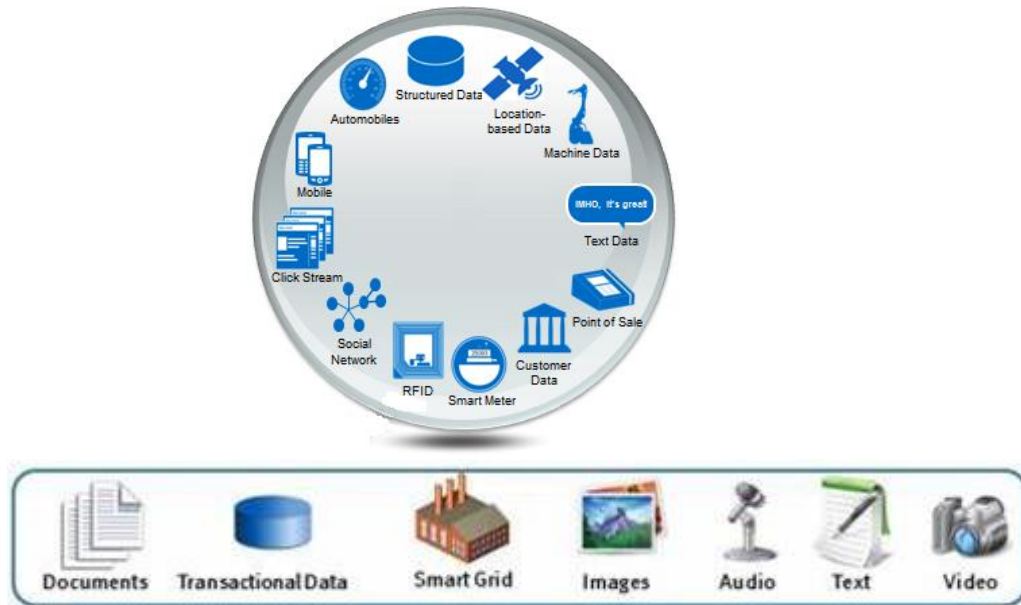 Structured Data
Automobiles
Location-
based Data
Machine Data
Mobile
IMHO, it's great!
Text Data
Click Stream
Point of Sale
Social
Network
Customer
Data
RFID
Smart Meter
Documents
Transactional Data
Smart Grid
Images
Audio
Text
Video